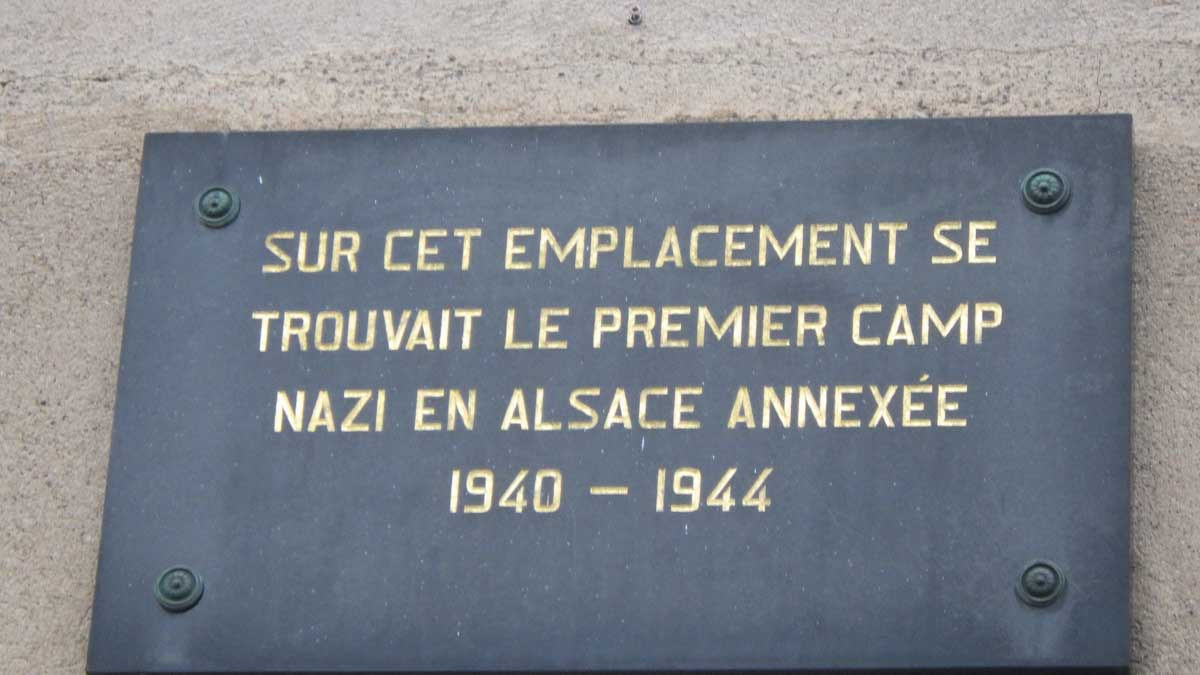 SUR CET EMPLACEMENT SE
TROUVAIT LE PREMIER CAMP
NAZI EN ALSACE ANNEXÉE
1940 – 1944